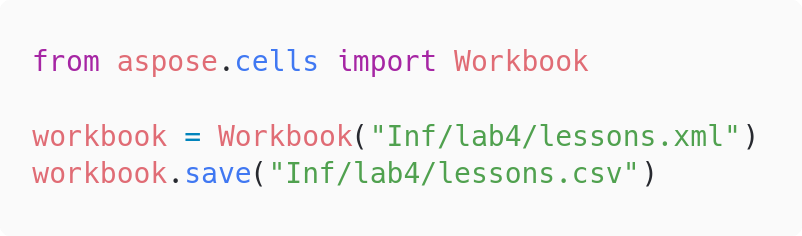 from aspose.cells import Workbook
workbook = Workbook("Inf/lab4/lessons.xml")
workbook.save("Inf/lab4/lessons.csv")